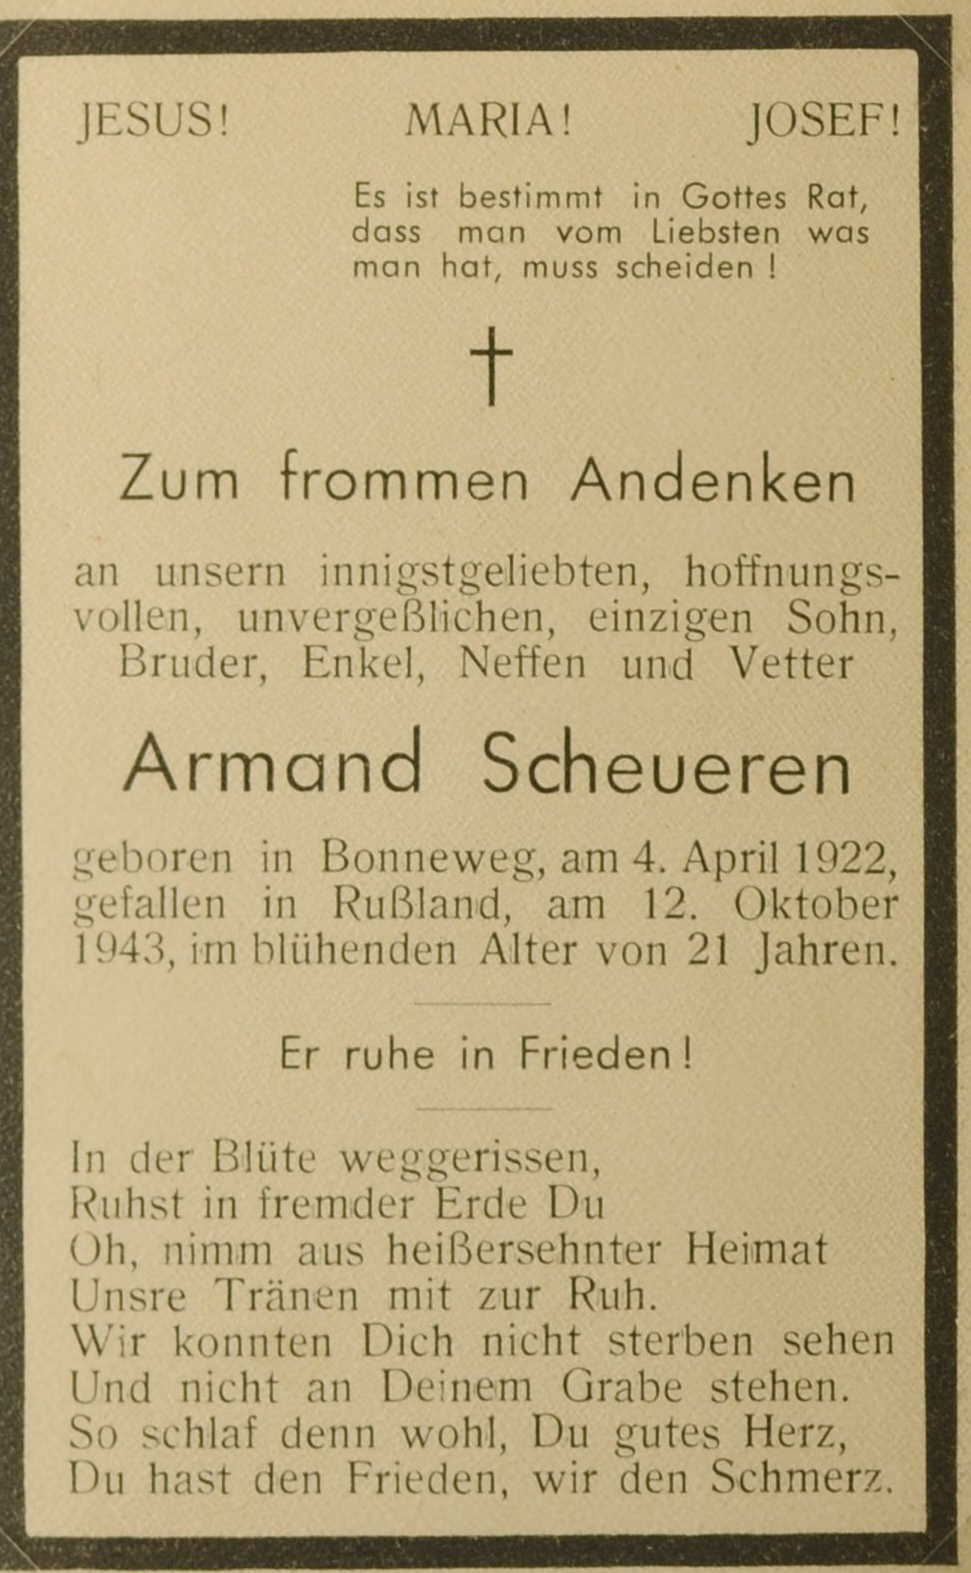 JESUS! MARIA! JOSEF!
Es ist bestimmt in Gottes Rat,
dass man vom Liebsten was
man hat, muss scheiden !
Zum frommen Andenken
an unsern innigstgeliebten, hoffnungs-
vollen, unvergeßlichen, einzigen Sohn,
Bruder, Enkel, Neffen und Vetter
Armand Scheueren
geboren in Bonneweg, am 4. April 1922,
gefallen in Rußland, am 12. Oktober
1943, im blühenden Alter von 21 Jahren.
Er ruhe in Frieden!
In der Blüte weggerissen,
Ruhst in fremder Erde Du
Oh, nimm aus heißersehnter Heimat
Unsre Tränen mit zur Ruh.
Wir konnten Dich nicht sterben sehen
Und nicht an Deinem Grabe stehen.
So schlaf denn wohl, Du gutes Herz,
Du hast den Frieden, wir den Schmerz.